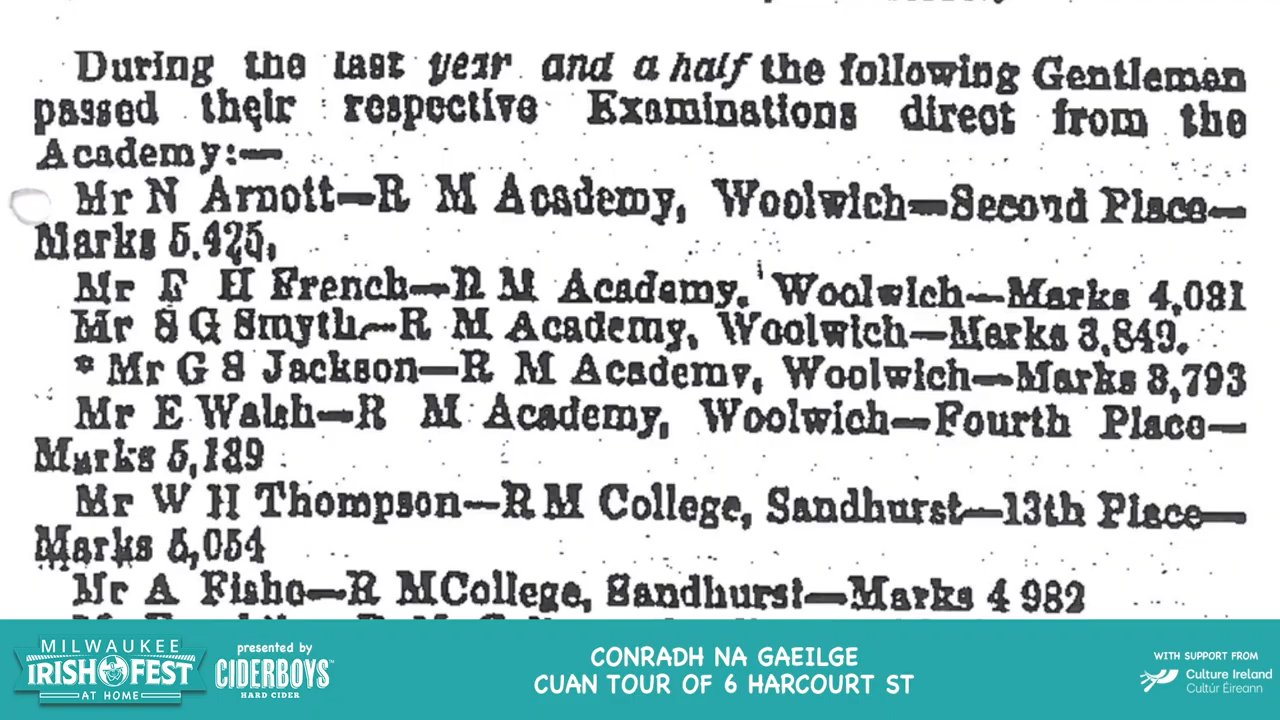 During the last year and a half the following Gentlemen
passed their respective Examinations direct from the
Academy:—
Mr N Arnott—R M Academy, Woolwich—Second Place—
Marks 5,425,
Mr F H French—R M Academy, Woolwich—Marks 4,081
Mr S G Smyth—R M Academy, Woolwich—Marks 3,849.
* Mr G S Jackson—R M Academy, Woolwich—Marks 3,793
Mr E Walsh—R M Academy, Woolwich—Fourth Place—
Marks 5,189
Mr W H Thompson—R M College, Sandhurst—13th Place—
Marks 5,054
Mr A Fishe—R M College, Sandhurst—Marks 4 982
MILWAUKEE
IRISH FEST
AT HOME
presented by
CIDERBOYS
HARD CIDER
CONRADH NA GAEILGE
CUAN TOUR OF 6 HARCOURT ST
WITH SUPPORT FROM
Culture Ireland
Cultúr Éireann